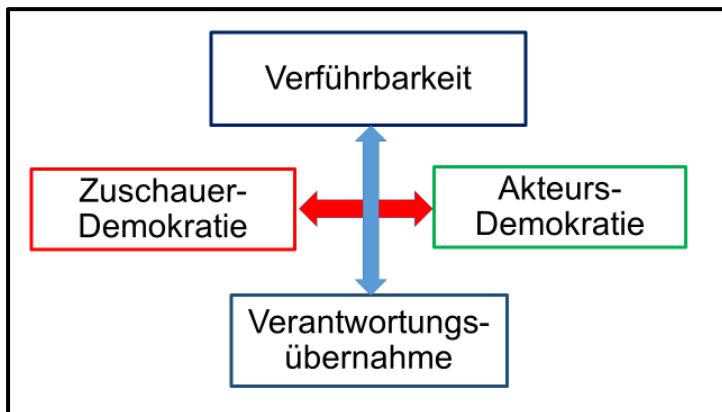 Verführbarkeit
Zuschauer-
Demokratie
Akteurs-
Demokratie
Verantwortungs-
übernahme